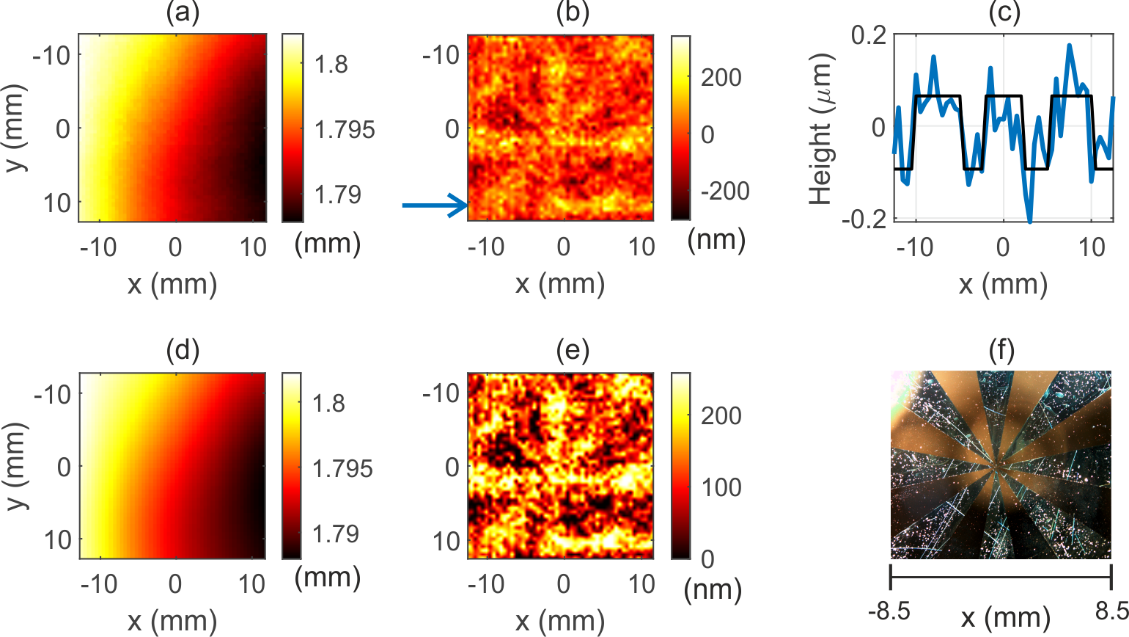 (a)
-10
0
10
y (mm)
-10 0 10
x (mm)
1.8
1.795
1.79
(mm)
(b)
-10
0
10
-10 0 10
x (mm)
200
0
-200
(nm)
(c)
0.2
0
-0.2
Height (μm)
-10 0 10
x (mm)
(d)
-10
0
10
y (mm)
-10 0 10
x (mm)
1.8
1.795
1.79
(mm)
(e)
-10
0
10
-10 0 10
x (mm)
200
100
0
(nm)
(f)
-8.5 x (mm) 8.5